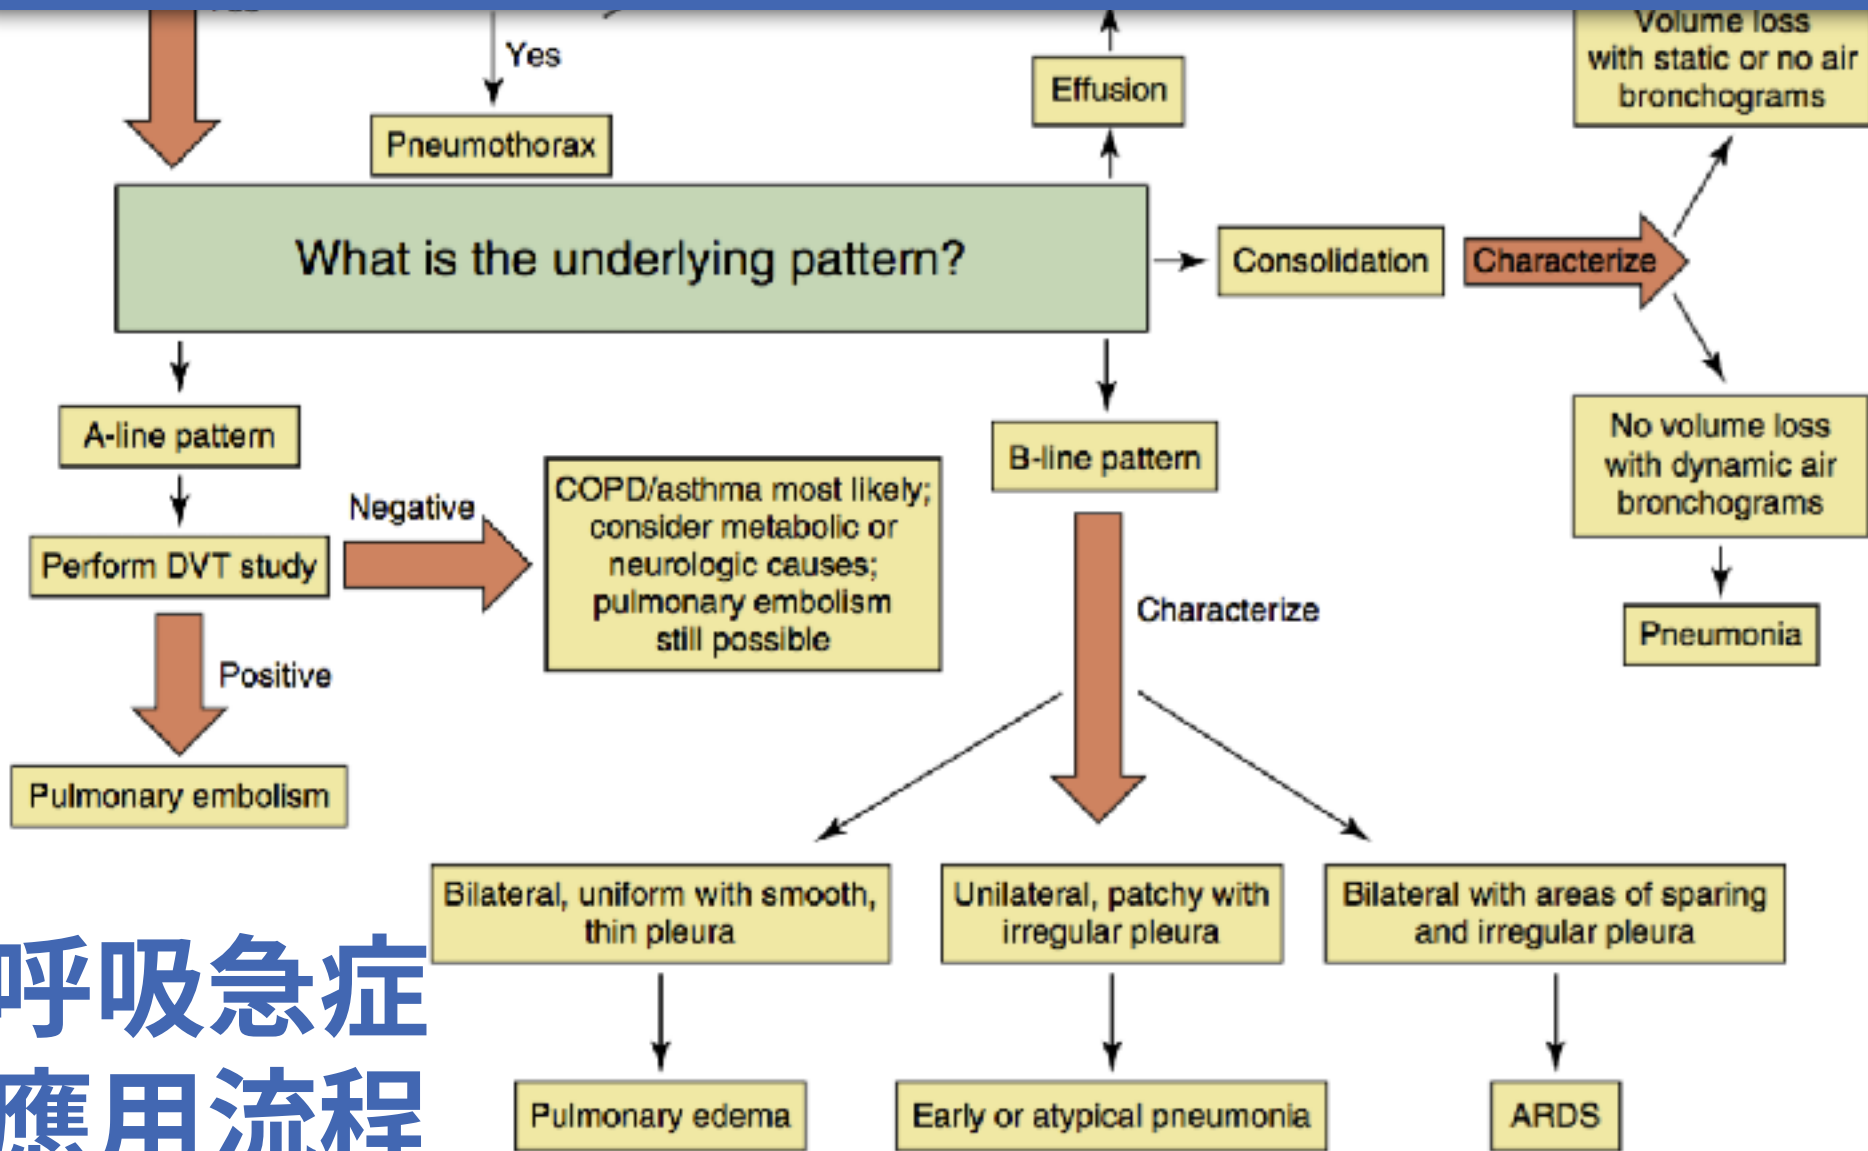 Volume loss
with static or no air
bronchograms
Yes
Effusion
Pneumothorax
What is the underlying pattern?
Consolidation
Characterize
A-line pattern
B-line pattern
No volume loss
with dynamic air
bronchograms
Negative
COPD/asthma most likely;
consider metabolic or
neurologic causes;
pulmonary embolism
still possible
Perform DVT study
Characterize
Pneumonia
Positive
Pulmonary embolism
Bilateral, uniform with smooth,
thin pleura
Unilateral, patchy with
irregular pleura
Bilateral with areas of sparing
and irregular pleura
呼吸急症
應用流程
Pulmonary edema
Early or atypical pneumonia
ARDS